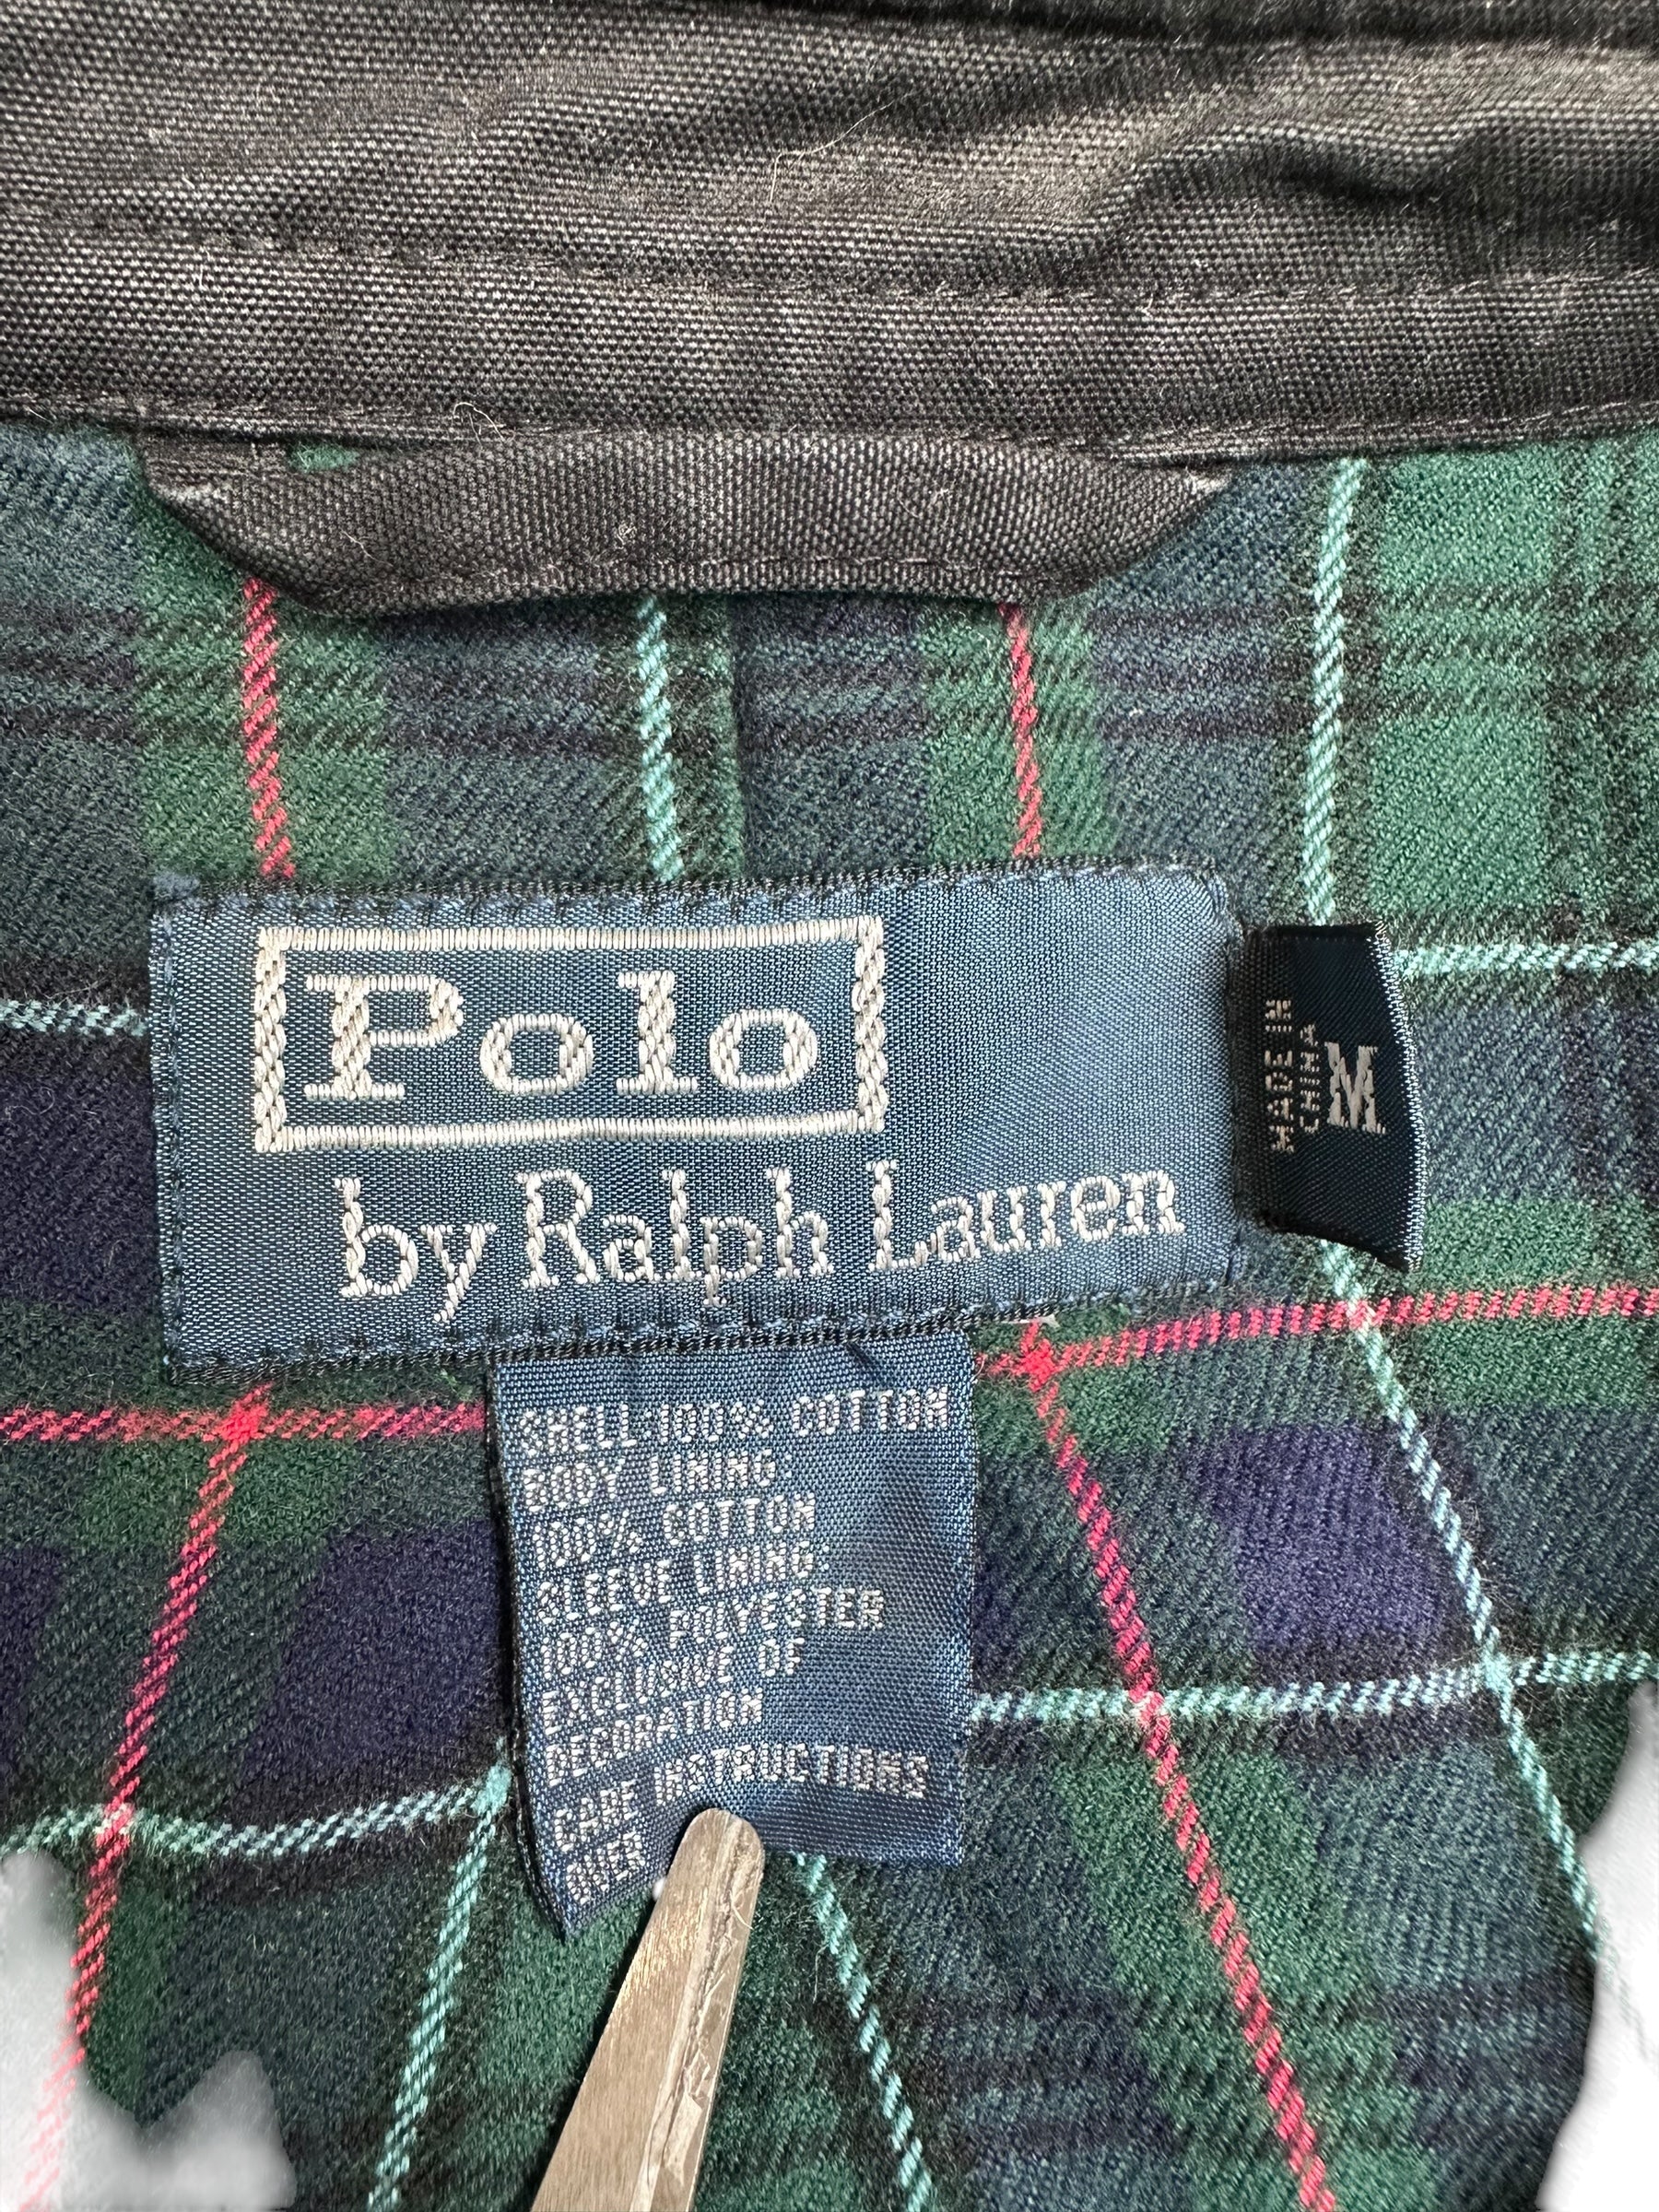 Polo
by Ralph Lauren
MADE IN
CHINA
M
SHELL:100% COTTON
BODY LINING:
100% COTTON
SLEEVE LINING:
100% POLYESTER
EXCLUSIVE OF
DECORATION
CARE INSTRUCTIONS
OVER